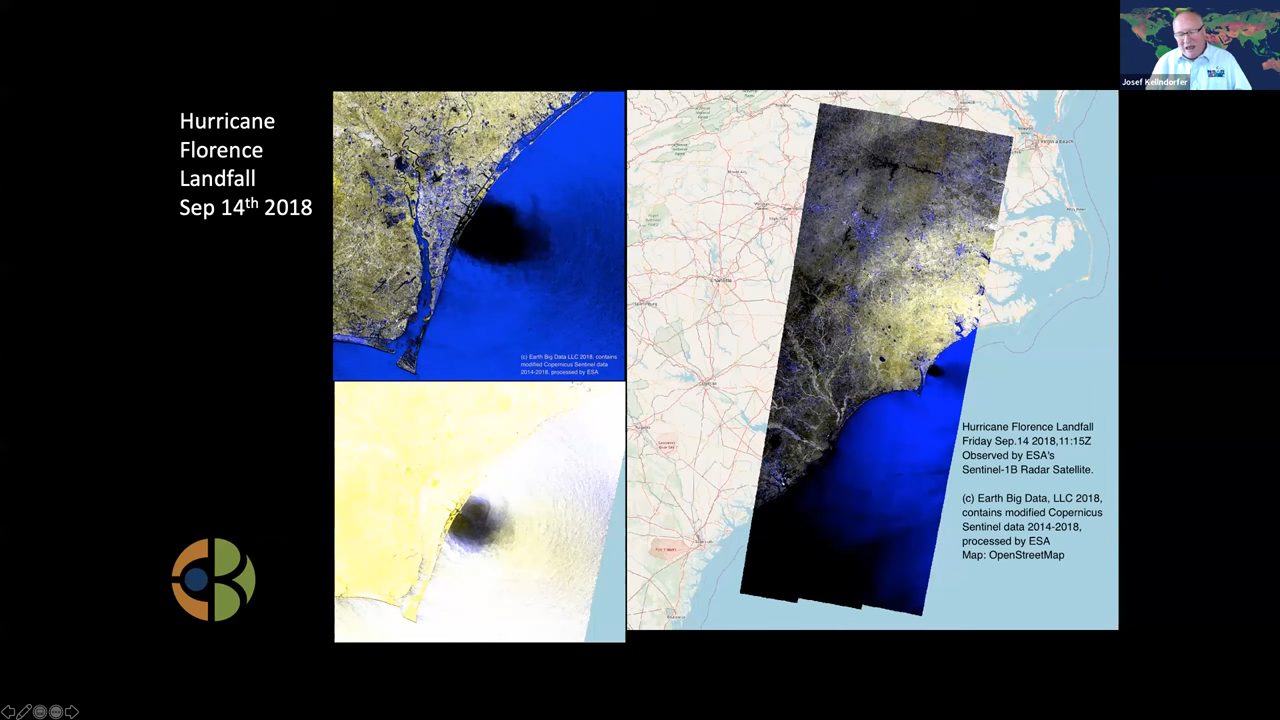 Josef Kellndorfer
Hurricane
Florence
Landfall
Sep 14th 2018
(c) Earth Big Data LLC 2018. contains
modified Copernicus Sentinel data
2014-2018, processed by ESA
Hurricane Florence Landfall
Friday Sep.14 2018,11:15Z
Observed by ESA's
Sentinel-1B Radar Satellite.
(c) Earth Big Data, LLC 2018,
contains modified Copernicus
Sentinel data 2014-2018,
processed by ESA
Map: OpenStreetMap